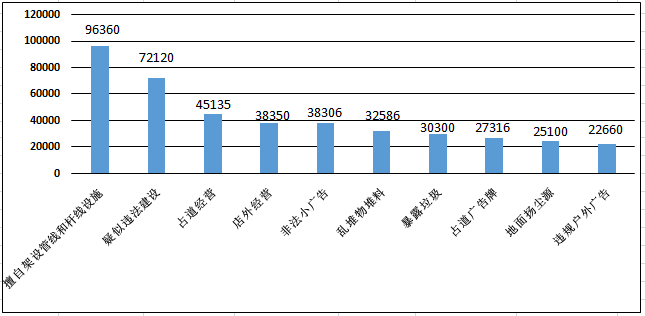 120000
100000
80000
60000
40000
20000
0
96360
72120
45135
38350
38306
32586
30300
27316
25100
22660
擅自架设管线和杆线设施
疑似违法建设
占道经营
店外经营
非法小广告
乱堆物堆料
暴露垃圾
占道广告牌
地面扬尘源
违规户外广告